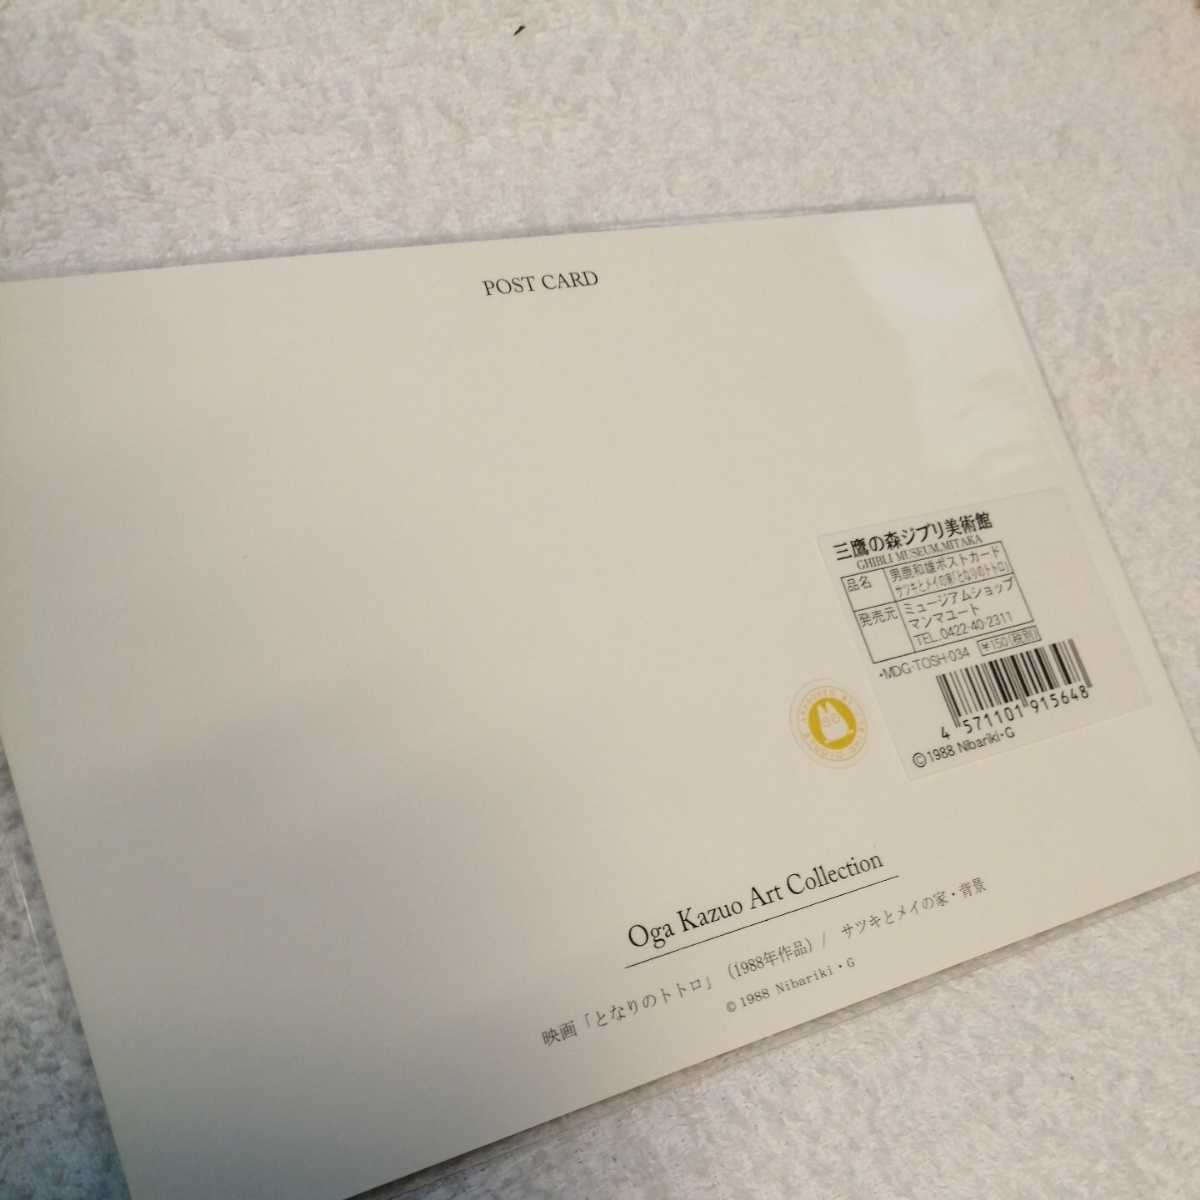 POST CARD
三鷹の森ジブリ美術館
GHIBLI MUSEUM,MITAKA
品名
男鹿和雄ポストカード
サツキとメイの家「となりのトトロ」
発売元
ミュージアムショップ
マンマユート
TEL.0422-40-2311
•MDG-TOSH-034 ¥150(税別)
4 571101 915648
©1988 Nibariki・G
Oga Kazuo Art Collection
映画「となりのトトロ」(1988年作品) / サツキとメイの家・背景
©1988 Nibariki・G